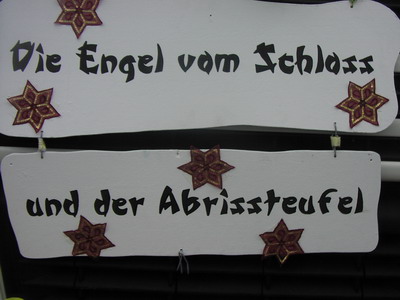 Die Engel vom Schloss
und der Abrissteufel